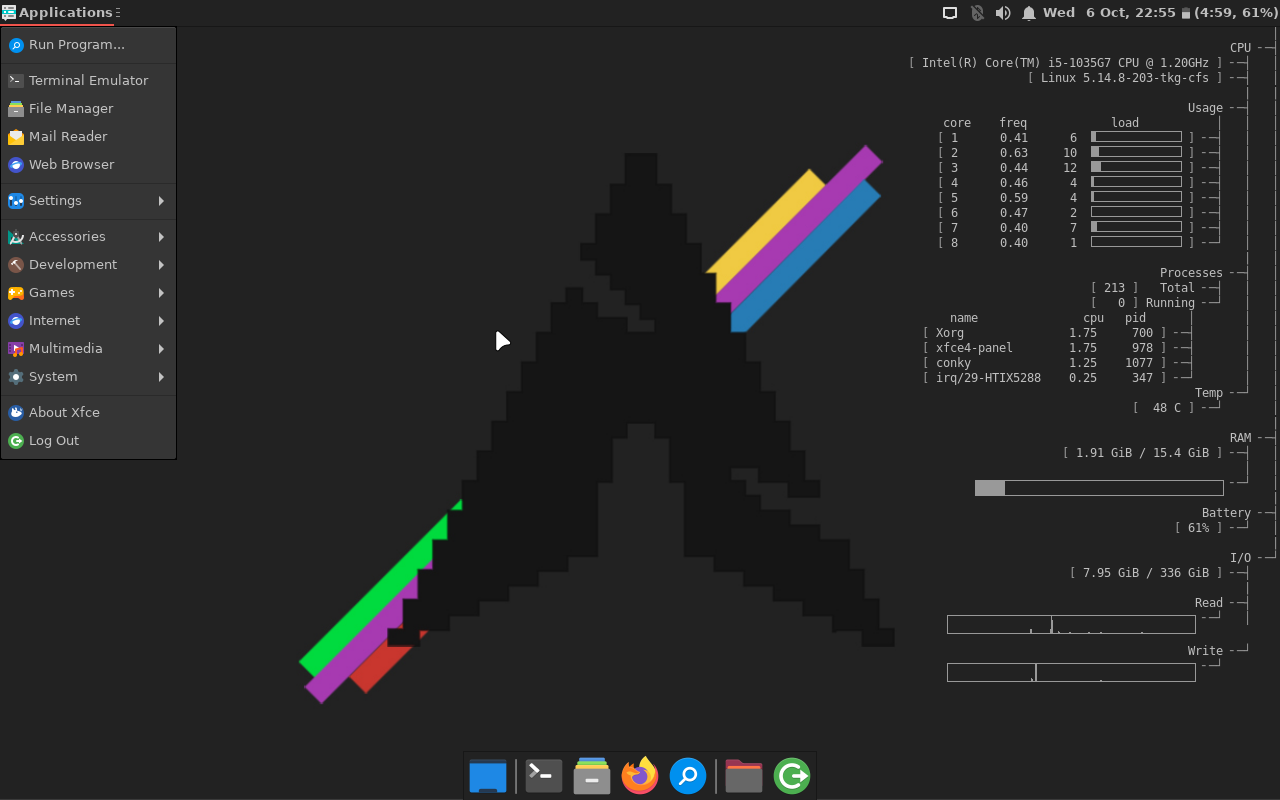 Applications
Wed 6 Oct, 22:55 (4:59, 61%)
Run Program...
Terminal Emulator
File Manager
Mail Reader
Web Browser
Settings
Accessories
Development
Games
Internet
Multimedia
System
About Xfce
Log Out
CPU
[ Intel(R) Core(TM) i5-1035G7 CPU @ 1.20GHz ]
[ Linux 5.14.8-203-tkg-cfs ]
Usage
core freq load
[ 1 0.41 6 ]
[ 2 0.63 10 ]
[ 3 0.44 12 ]
[ 4 0.46 4 ]
[ 5 0.59 4 ]
[ 6 0.47 2 ]
[ 7 0.40 7 ]
[ 8 0.40 1 ]
Processes
[ 213 ] Total
[ 0 ] Running
name cpu pid
[ Xorg 1.75 700 ]
[ xfce4-panel 1.75 978 ]
[ conky 1.25 1077 ]
[ irq/29-HTIX5288 0.25 347 ]
Temp
[ 48 C ]
RAM
[ 1.91 GiB / 15.4 GiB ]
Battery
[ 61% ]
I/O
[ 7.95 GiB / 336 GiB ]
Read
Write